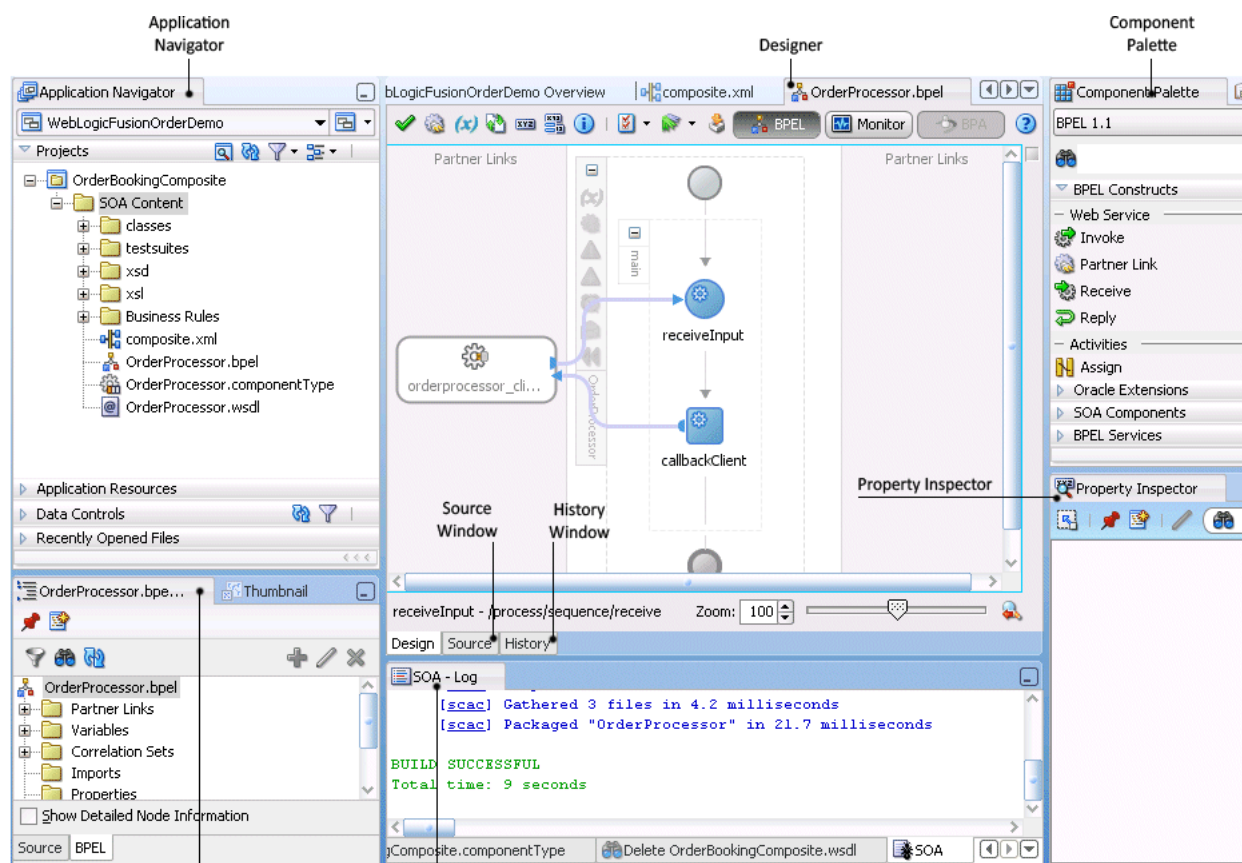 Application
Navigator
Designer
Component
Palette
Application Navigator
bLogicFusionOrderDemo Overview
composite.xml
OrderProcessor.bpel
Component Palette
WebLogicFusionOrderDemo
(x)
XYZ
BPEL
Monitor
BPA
BPEL 1.1
Projects
Partner Links
Partner Links
OrderBookingComposite
SOA Content
classes
testsuites
xsd
xsl
Business Rules
composite.xml
OrderProcessor.bpel
OrderProcessor.componentType
OrderProcessor.wsdl
(x)
main
receiveInput
orderprocessor_cli...
OrderProcessor
callbackClient
BPEL Constructs
Web Service
Invoke
Partner Link
Receive
Reply
Activities
Assign
Oracle Extensions
SOA Components
BPEL Services
Application Resources
Data Controls
Recently Opened Files
Source
Window
History
Window
Property Inspector
Property Inspector
OrderProcessor.bpe...
Thumbnail
receiveInput - /process/sequence/receive
Zoom: 100
Design Source History
OrderProcessor.bpel
Partner Links
Variables
Correlation Sets
Imports
Properties
Show Detailed Node Information
Source BPEL
SOA - Log
[scac] Gathered 3 files in 4.2 milliseconds
[scac] Packaged "OrderProcessor" in 21.7 milliseconds
BUILD SUCCESSFUL
Total time: 9 seconds
gComposite.componentType
Delete OrderBookingComposite.wsdl
SOA